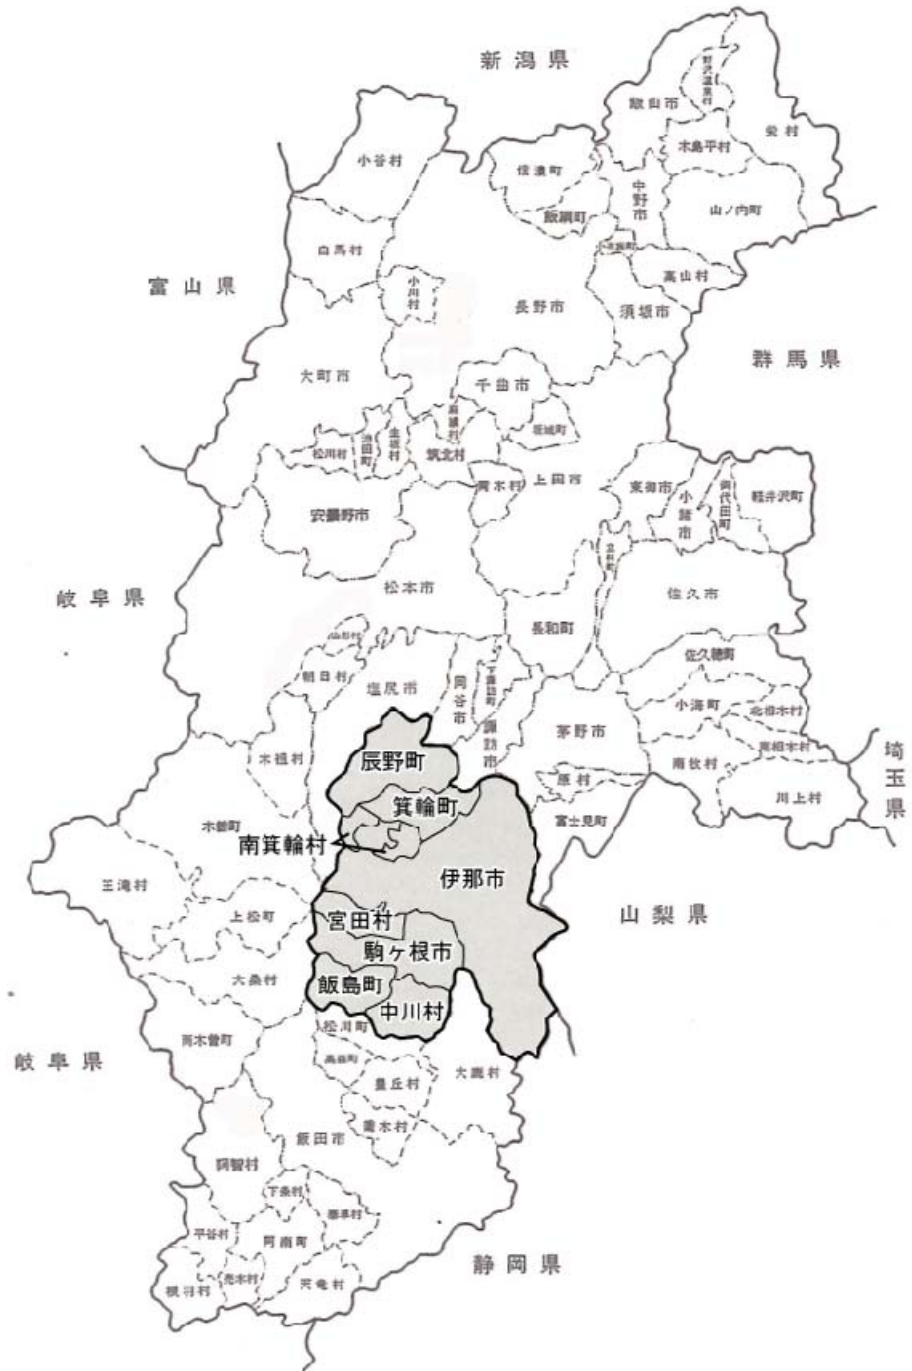 新潟県
野沢温泉村
飯山市
栄村
木島平村
小谷村
信濃町
中野市
飯綱町
山ノ内町
白馬村
小布施町
高山村
富山県
小川村
長野市
須坂市
群馬県
大町市
千曲市
麻績村
坂城町
生坂村
池田町
松川村
筑北村
青木村
上田市
東御市
小諸市
御代田町
軽井沢町
安曇野市
立科町
松本市
佐久市
岐阜県
長和町
山形村
佐久穂町
朝日村
塩尻市
岡谷市
下諏訪町
諏訪市
小海町
北相木村
茅野市
南相木村
埼玉県
木祖村
辰野町
原村
南牧村
川上村
箕輪町
富士見町
木曽町
南箕輪村
伊那市
王滝村
上松町
宮田村
山梨県
駒ヶ根市
大桑村
飯島町
中川村
松川町
南木曽町
岐阜県
高森町
大鹿村
豊丘村
喬木村
飯田市
阿智村
下条村
泰阜村
平谷村
阿南町
静岡県
売木村
天竜村
根羽村